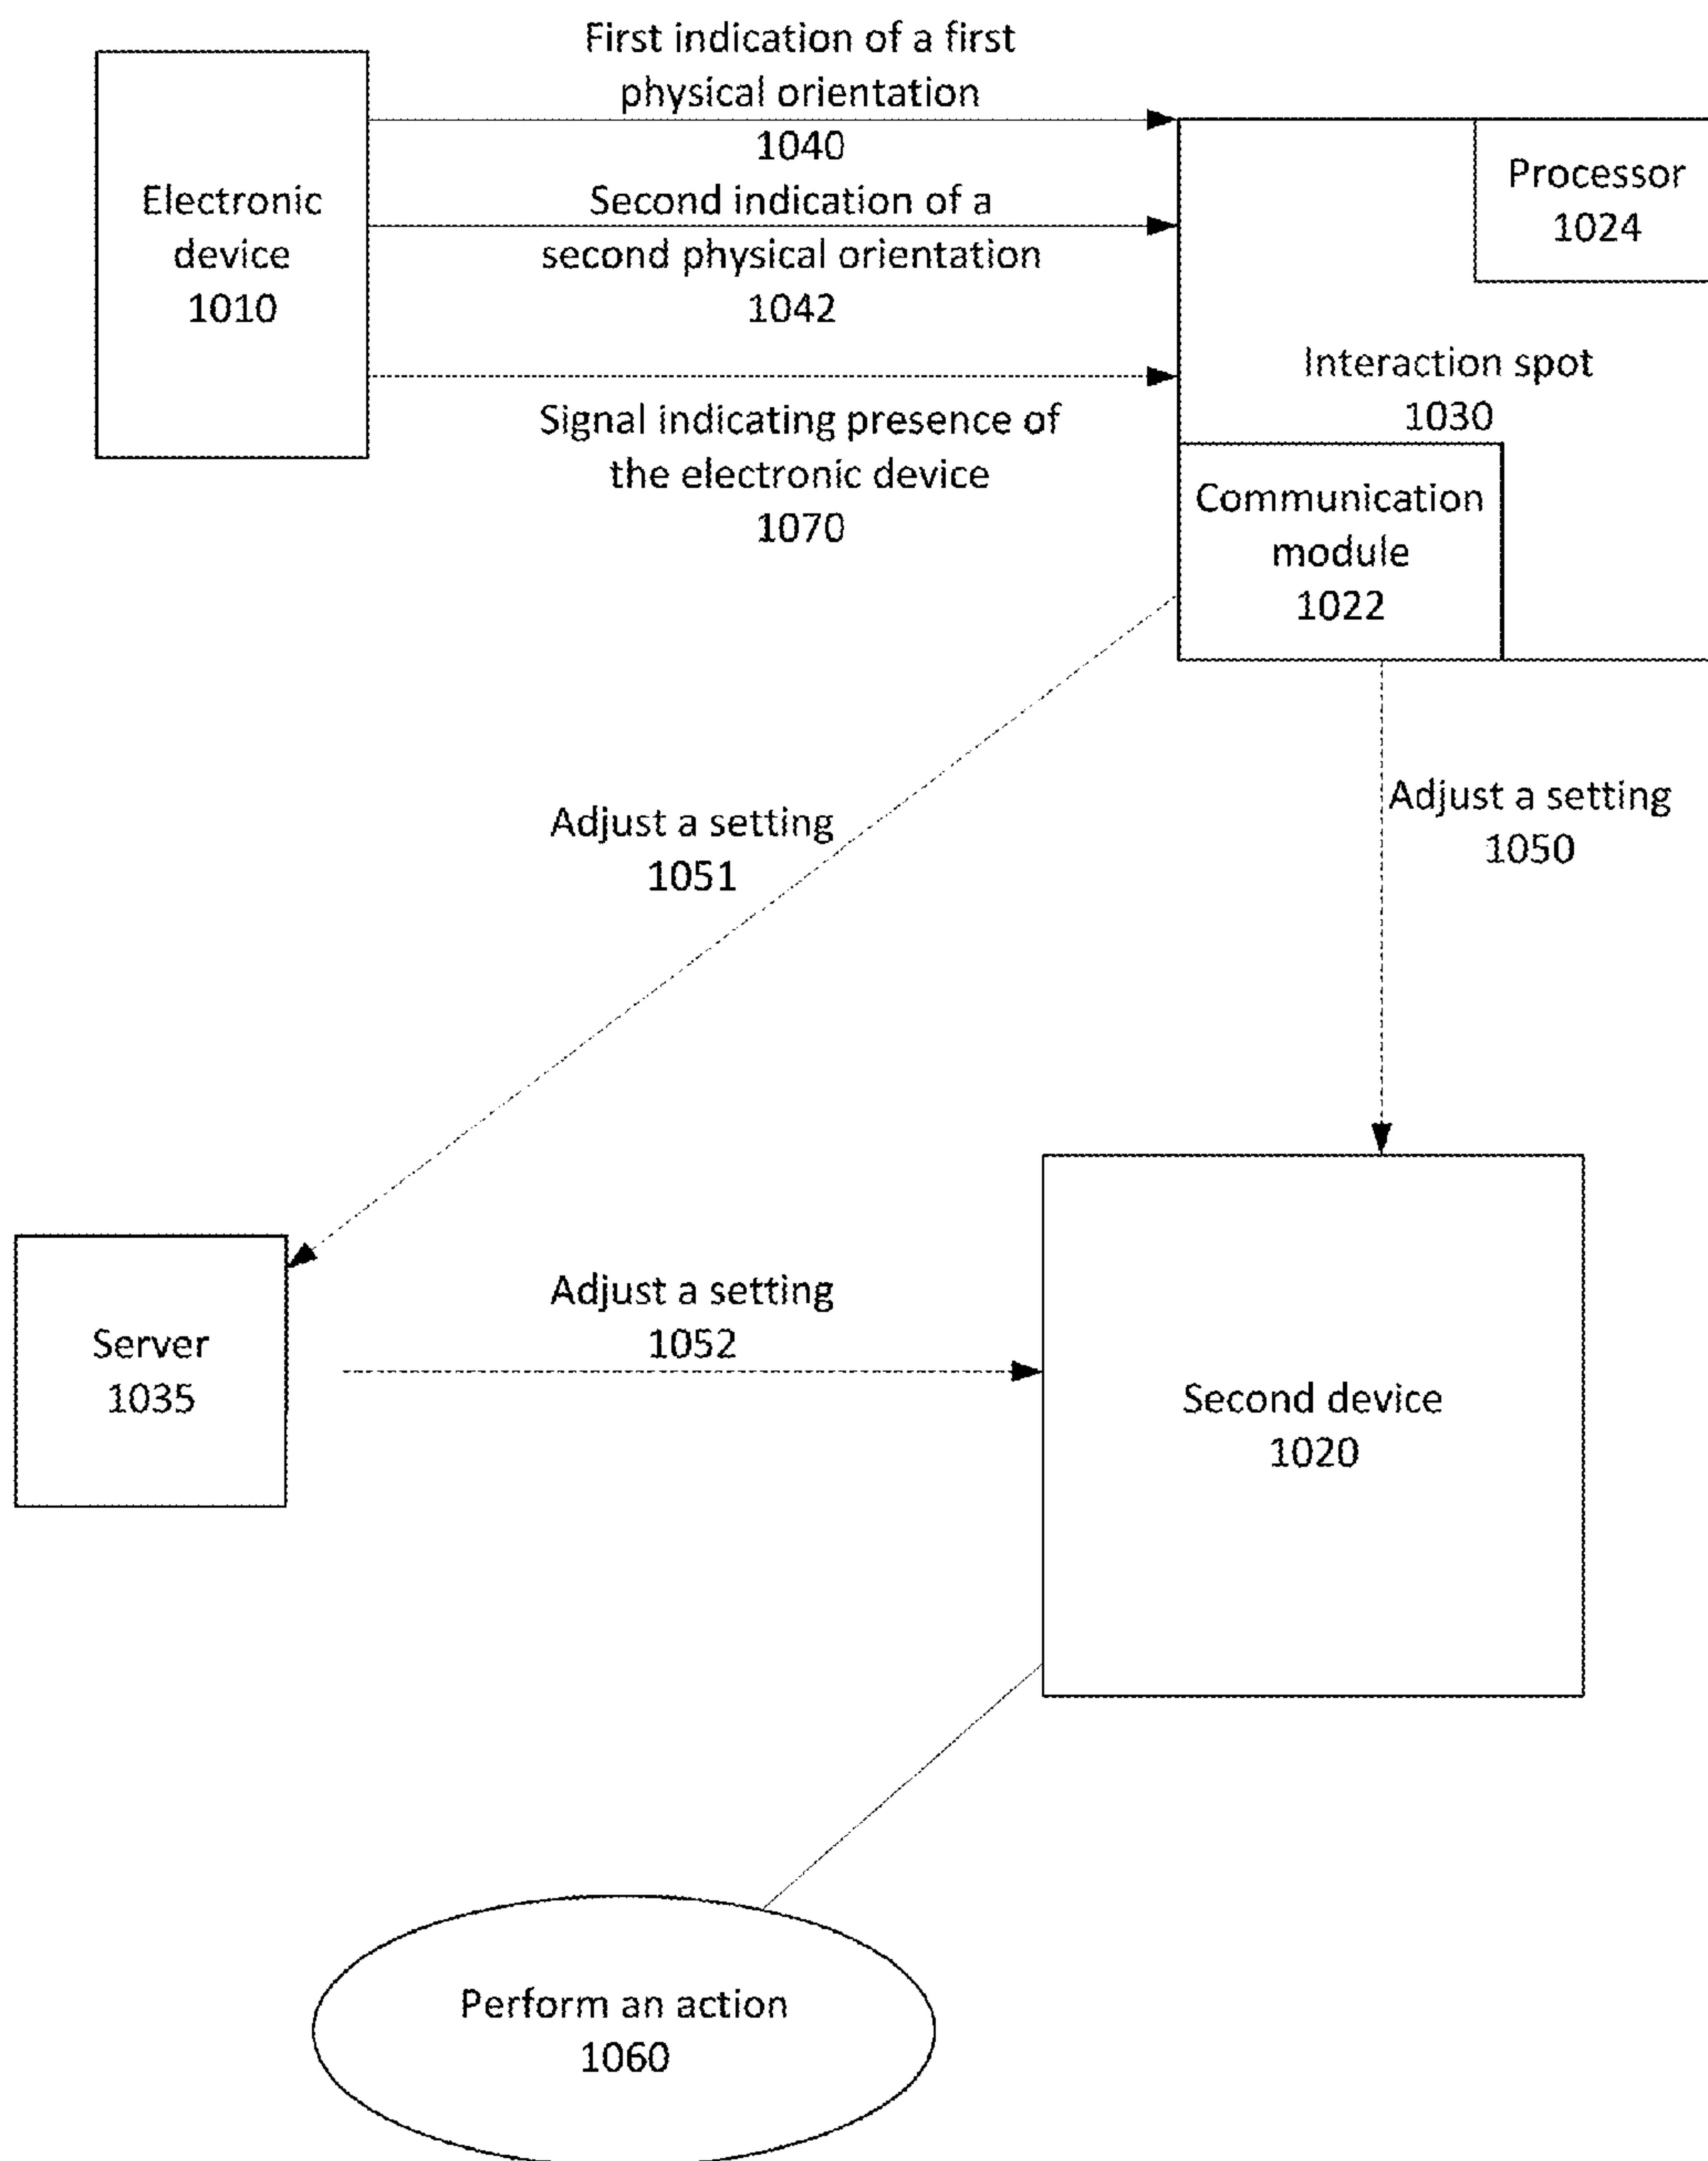 First indication of a first
physical orientation
1040
Electronic
device
1010
Second indication of a
second physical orientation
1042
Processor
1024
Interaction spot
1030
Signal indicating presence of
the electronic device
1070
Communication
module
1022
Adjust a setting
1051
Adjust a setting
1050
Server
1035
Adjust a setting
1052
Second device
1020
Perform an action
1060